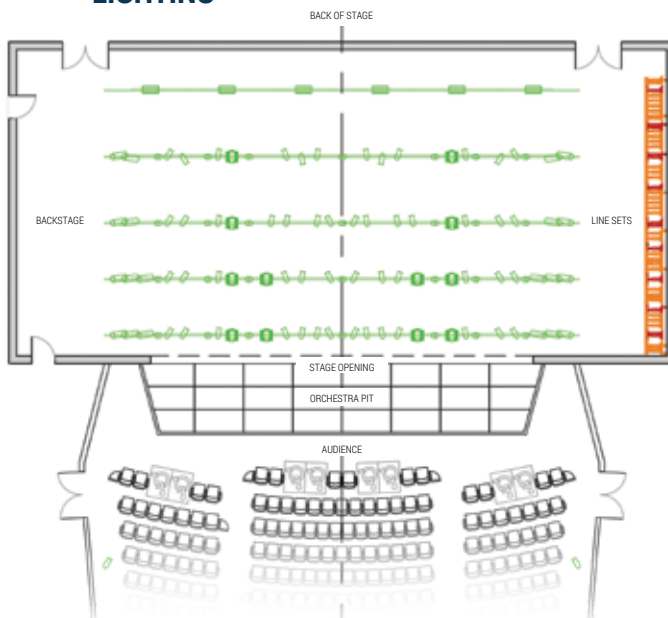 LIGHTING
BACK OF STAGE
BACKSTAGE
LINE SETS
STAGE OPENING
ORCHESTRA PIT
AUDIENCE